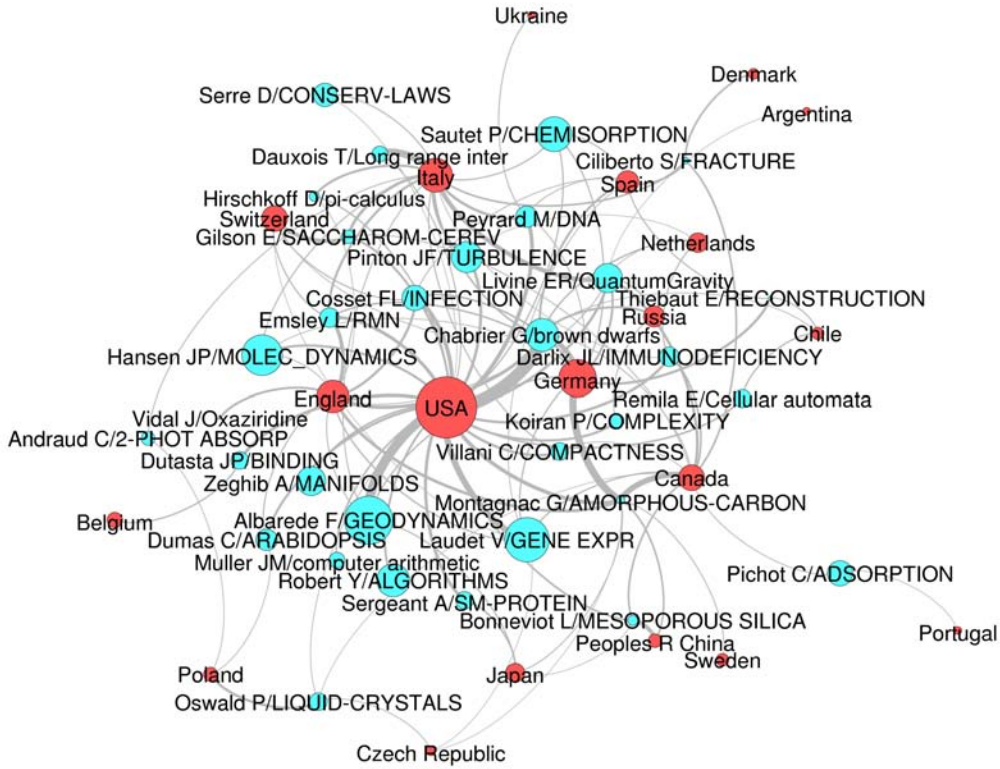 Ukraine
Denmark
Serre D/CONSERV-LAWS
Argentina
Sautet P/CHEMISORPTION
Dauxois T/Long range inter
Ciliberto S/FRACTURE
Italy
Spain
Hirschkoff D/pi-calculus
Switzerland
Peyrard M/DNA
Gilson E/SACCHAROM-CEREV
Netherlands
Pinton JF/TURBULENCE
Livine ER/QuantumGravity
Cosset FL/INFECTION
Thiebaut E/RECONSTRUCTION
Emsley L/RMN
Russia
Chabrier G/brown dwarfs
Chile
Hansen JP/MOLEC_DYNAMICS
Darlix JL/IMMUNODEFICIENCY
Germany
England
USA
Remila E/Cellular automata
Vidal J/Oxaziridine
Koiran P/COMPLEXITY
Andraud C/2-PHOT ABSORP
Villani C/COMPACTNESS
Dutasta JP/BINDING
Zeghib A/MANIFOLDS
Canada
Montagnac G/AMORPHOUS-CARBON
Belgium
Albarede F/GEODYNAMICS
Dumas C/ARABIDOPSIS
Laudet V/GENE EXPR
Muller JM/computer arithmetic
Pichot C/ADSORPTION
Robert Y/ALGORITHMS
Sergeant A/SM-PROTEIN
Bonneviot L/MESOPOROUS SILICA
Portugal
Peoples R China
Sweden
Poland
Japan
Oswald P/LIQUID-CRYSTALS
Czech Republic